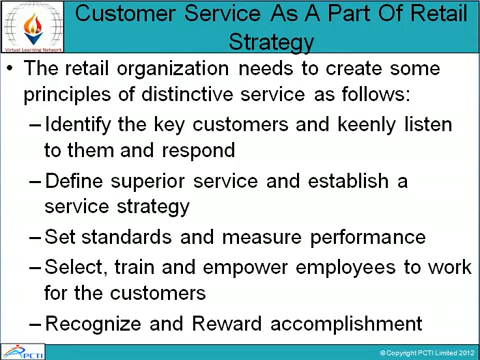 Customer Service As A Part Of Retail
Strategy
Virtual Learning Network
• The retail organization needs to create some
principles of distinctive service as follows:
–Identify the key customers and keenly listen
to them and respond
–Define superior service and establish a
service strategy
–Set standards and measure performance
–Select, train and empower employees to work
for the customers
–Recognize and Reward accomplishment
PCTI
©Copyright PCTI Limited 2012